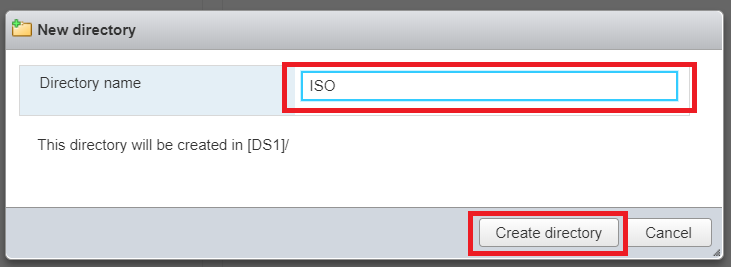 New directory
Directory name
ISO
This directory will be created in [DS1]/
Create directory
Cancel